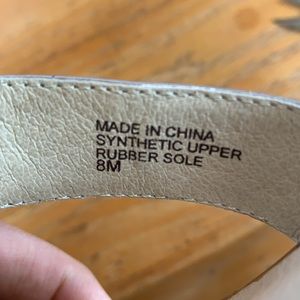 MADE IN CHINA
SYNTHETIC UPPER
RUBBER SOLE
8M